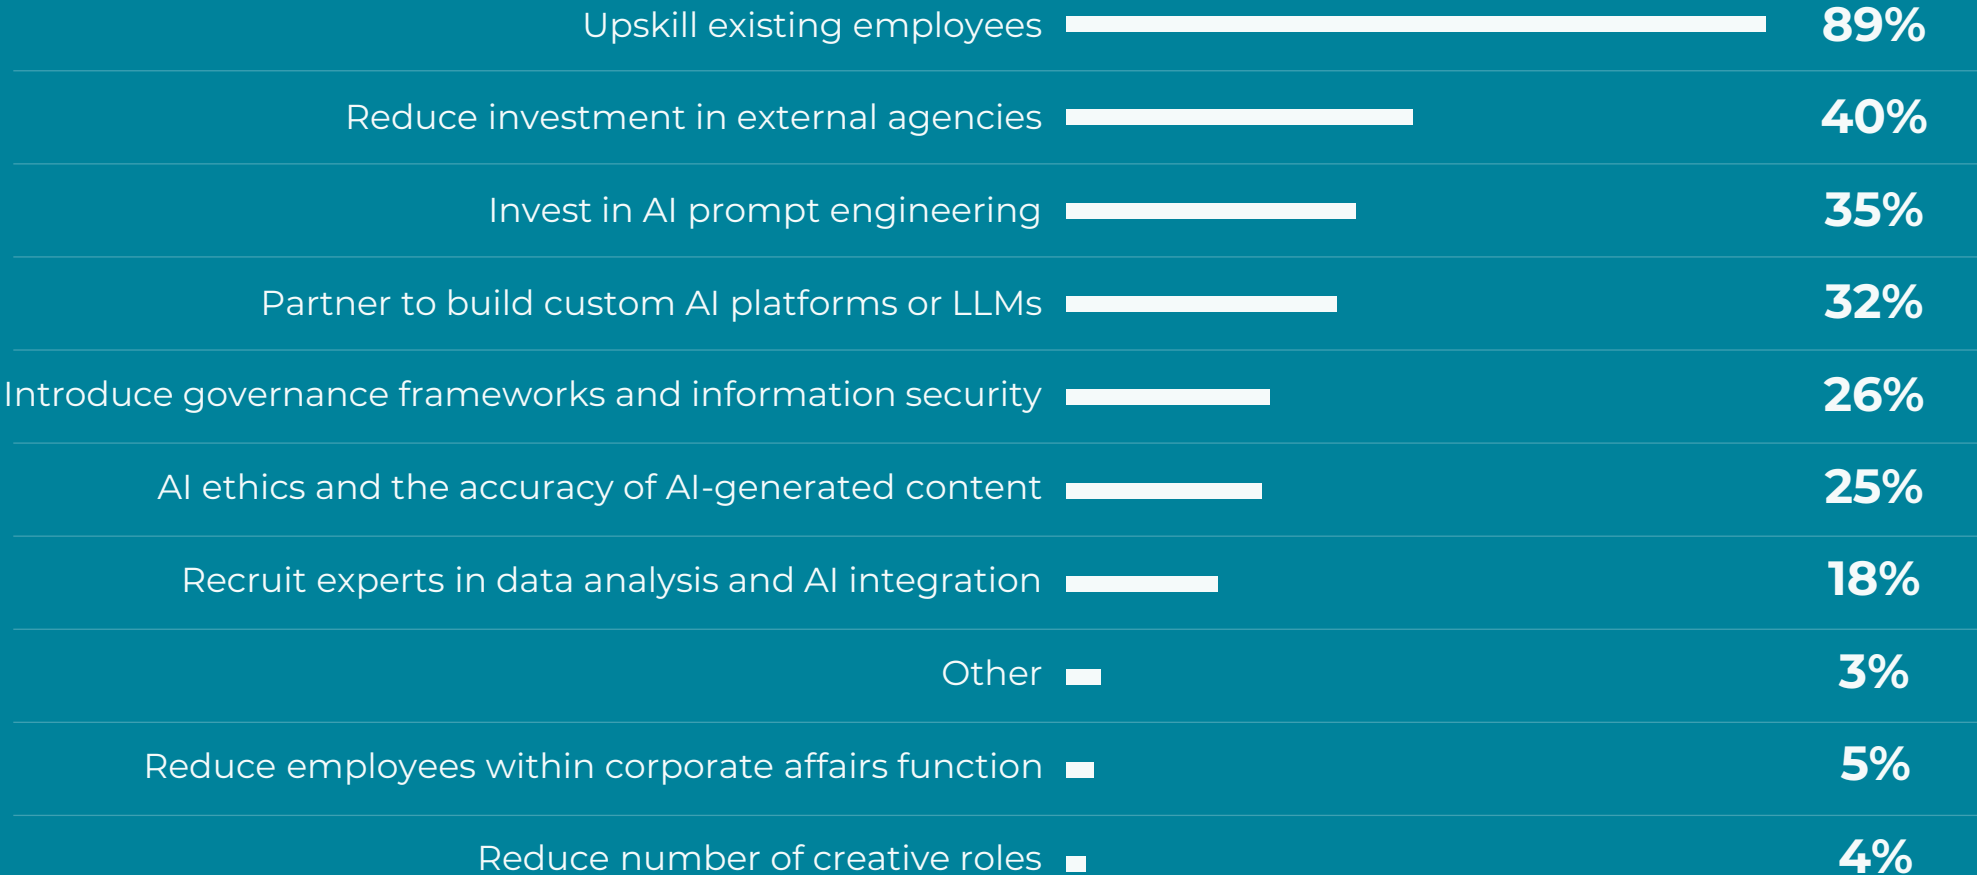 Upskill existing employees 89%
Reduce investment in external agencies 40%
Invest in AI prompt engineering 35%
Partner to build custom AI platforms or LLMs 32%
Introduce governance frameworks and information security 26%
AI ethics and the accuracy of AI-generated content 25%
Recruit experts in data analysis and AI integration 18%
Other 3%
Reduce employees within corporate affairs function 5%
Reduce number of creative roles 4%